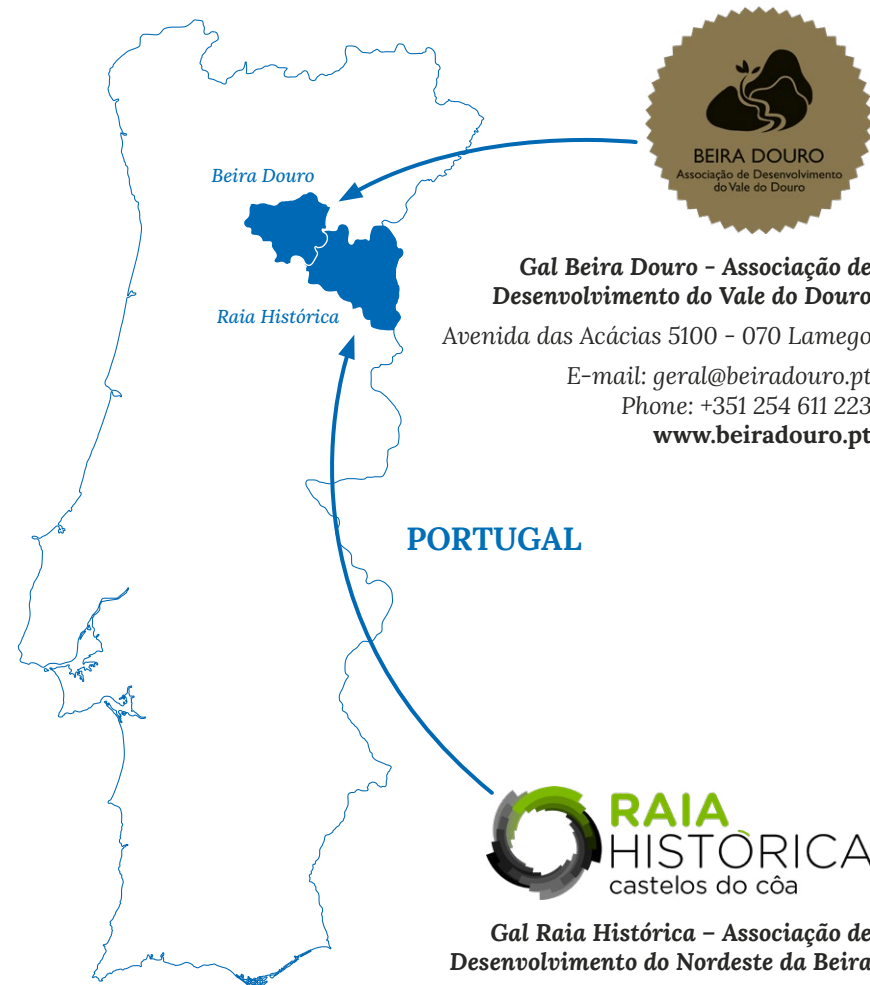 BEIRA DOURO
Associação de Desenvolvimento
do Vale do Douro
Beira Douro
Raia Histórica
Gal Beira Douro - Associação de
Desenvolvimento do Vale do Douro
Avenida das Acácias 5100 - 070 Lamego
E-mail: geral@beiradouro.pt
Phone: +351 254 611 223
www.beiradouro.pt
PORTUGAL
RAIA
HISTÓRICA
castelos do côa
Gal Raia Histórica – Associação de
Desenvolvimento do Nordeste da Beira